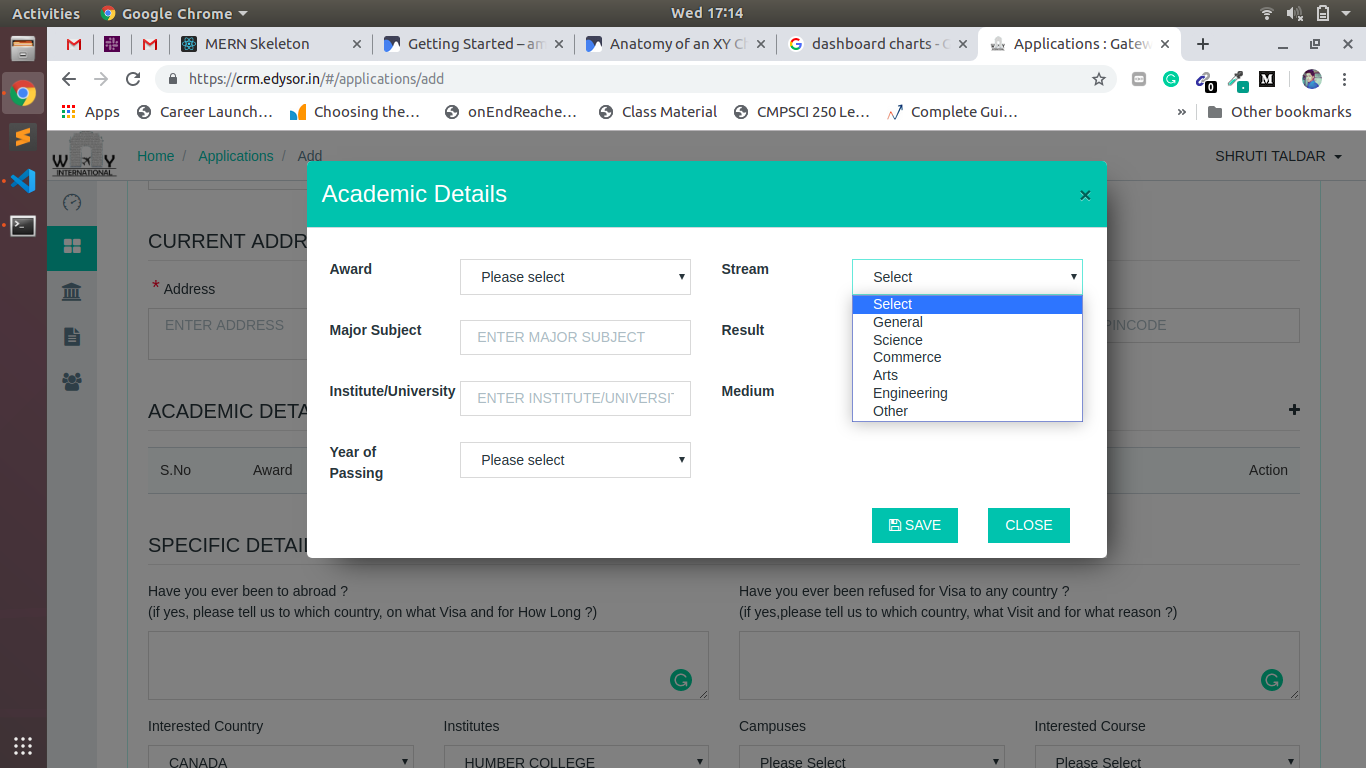 Activities Google Chrome Wed 17:14
MERN Skeleton Getting Started – am Anatomy of an XY Ch dashboard charts - G Applications : Gatew
https://crm.edysor.in/#/applications/add
0
M
Apps Career Launch… Choosing the… onEndReache… Class Material CMPSCI 250 Le… Complete Gui… » Other bookmarks
W Y
INTERNATIONAL
Home / Applications / Add SHRUTI TALDAR
Academic Details ×
CURRENT ADDR
Award Please select Stream Select
* Address
Select
General
Science
Commerce
Arts
Engineering
Other
ENTER ADDRESS PINCODE
Major Subject ENTER MAJOR SUBJECT Result
Institute/University ENTER INSTITUTE/UNIVERSIT Medium
ACADEMIC DETA
Year of
Passing
Please select
S.No Award Action
SAVE CLOSE
SPECIFIC DETAI
Have you ever been to abroad ? Have you ever been refused for Visa to any country ?
(if yes, please tell us to which country, on what Visa and for How Long ?) (if yes,please tell us to which country, what Visit and for what reason ?)
Interested Country Institutes Campuses Interested Course
CANADA HUMBER COLLEGE Please Select Please Select